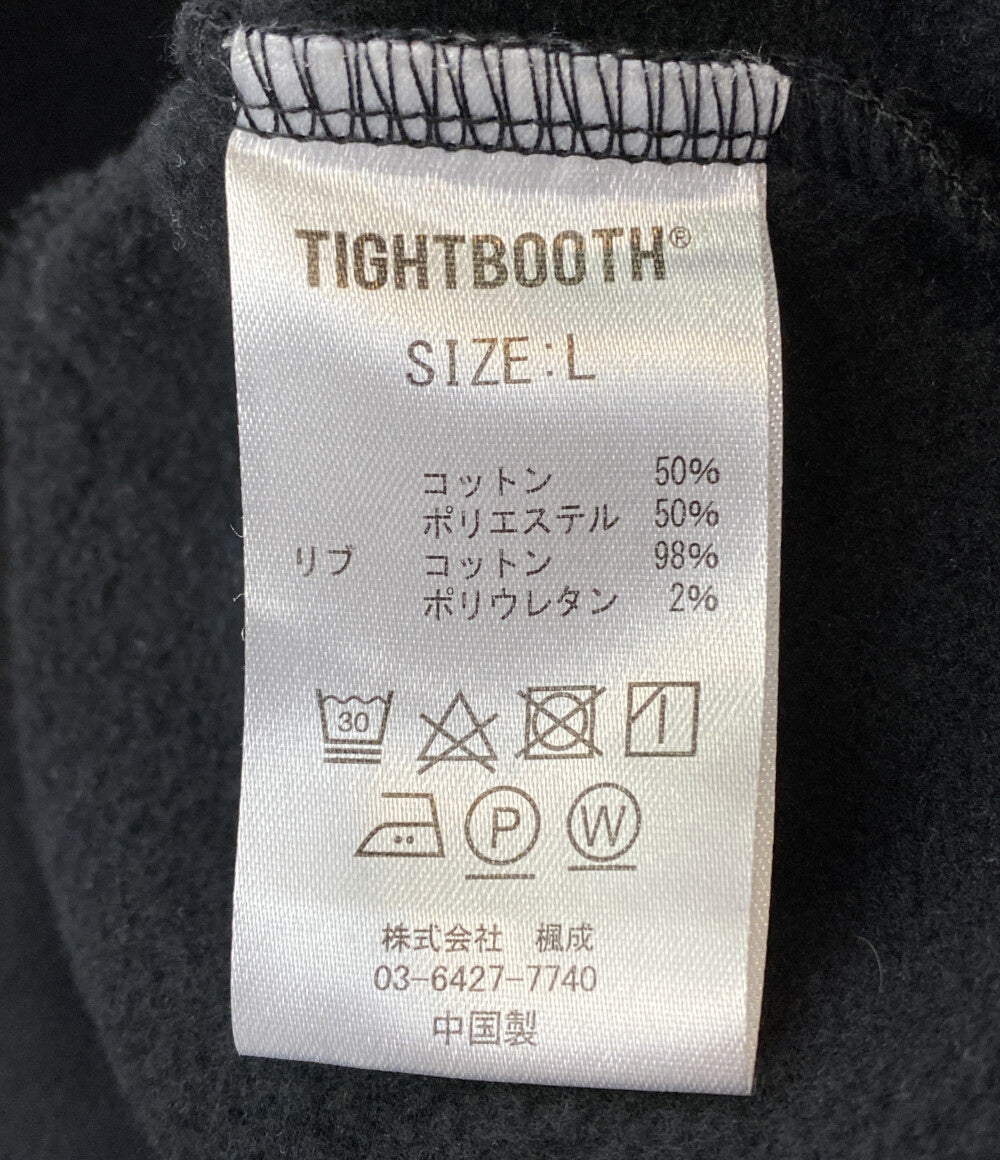 TIGHTBOOTH®
SIZE:L
コットン 50%
ポリエステル 50%
リブ コットン 98%
ポリウレタン 2%
30
P W
株式会社 楓成
03-6427-7740
中国製